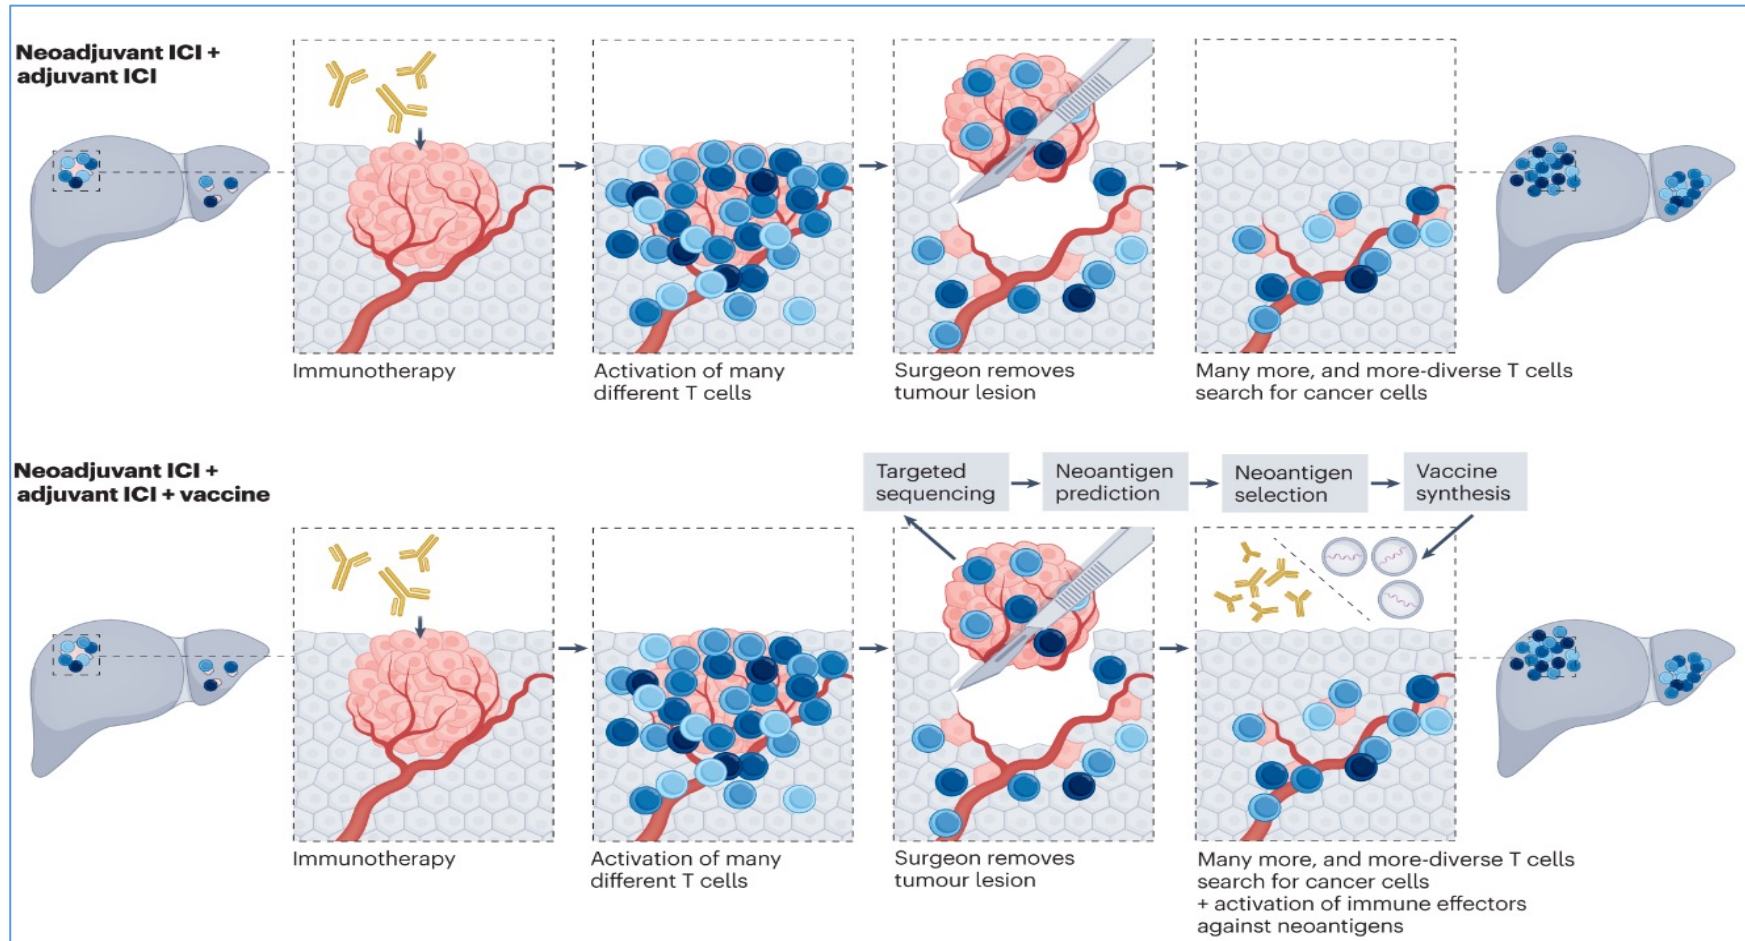 Neoadjuvant ICI +
adjuvant ICI
Immunotherapy
Activation of many
different T cells
Surgeon removes
tumour lesion
Many more, and more-diverse T cells
search for cancer cells
Neoadjuvant ICI +
adjuvant ICI + vaccine
Targeted
sequencing
Neoantigen
prediction
Neoantigen
selection
Vaccine
synthesis
Immunotherapy
Activation of many
different T cells
Surgeon removes
tumour lesion
Many more, and more-diverse T cells
search for cancer cells
+ activation of immune effectors
against neoantigens